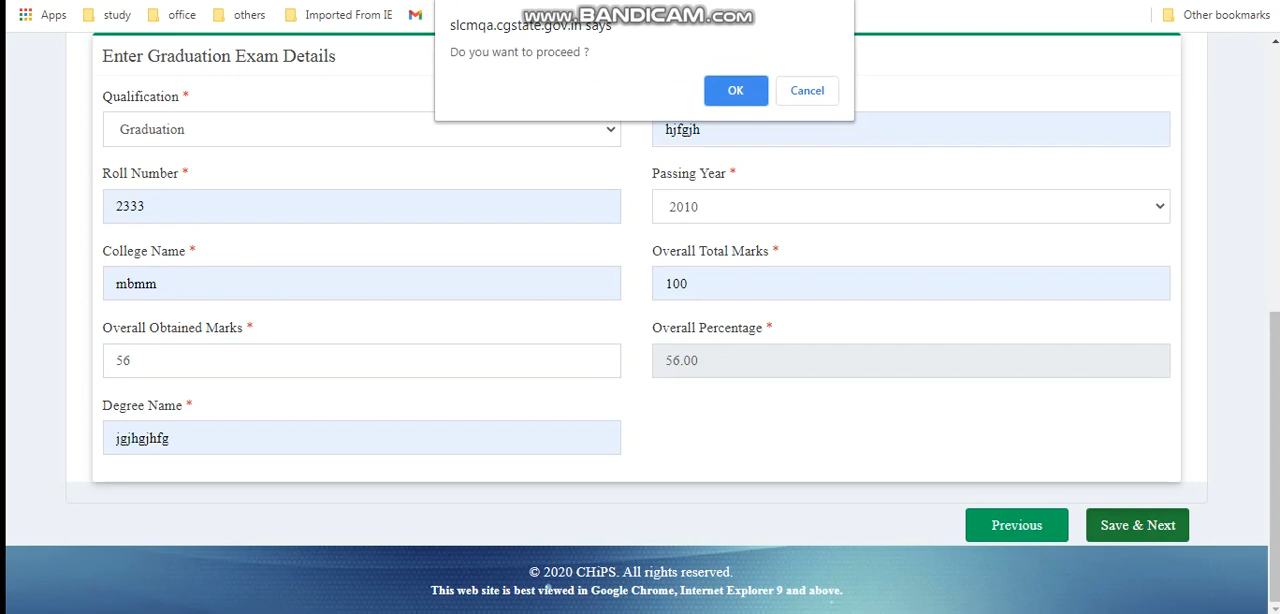 Apps study office others Imported From IE Other bookmarks
www.BANDICAM.com
slcmqa.cgstate.gov.in says
Do you want to proceed ?
OK Cancel
Enter Graduation Exam Details
Qualification *
Graduation hjfgjh
Roll Number * Passing Year *
2333 2010
College Name * Overall Total Marks *
mbmm 100
Overall Obtained Marks * Overall Percentage *
56 56.00
Degree Name *
jgjhgjhfg
Previous Save & Next
© 2020 CHiPS. All rights reserved.
This web site is best viewed in Google Chrome, Internet Explorer 9 and above.